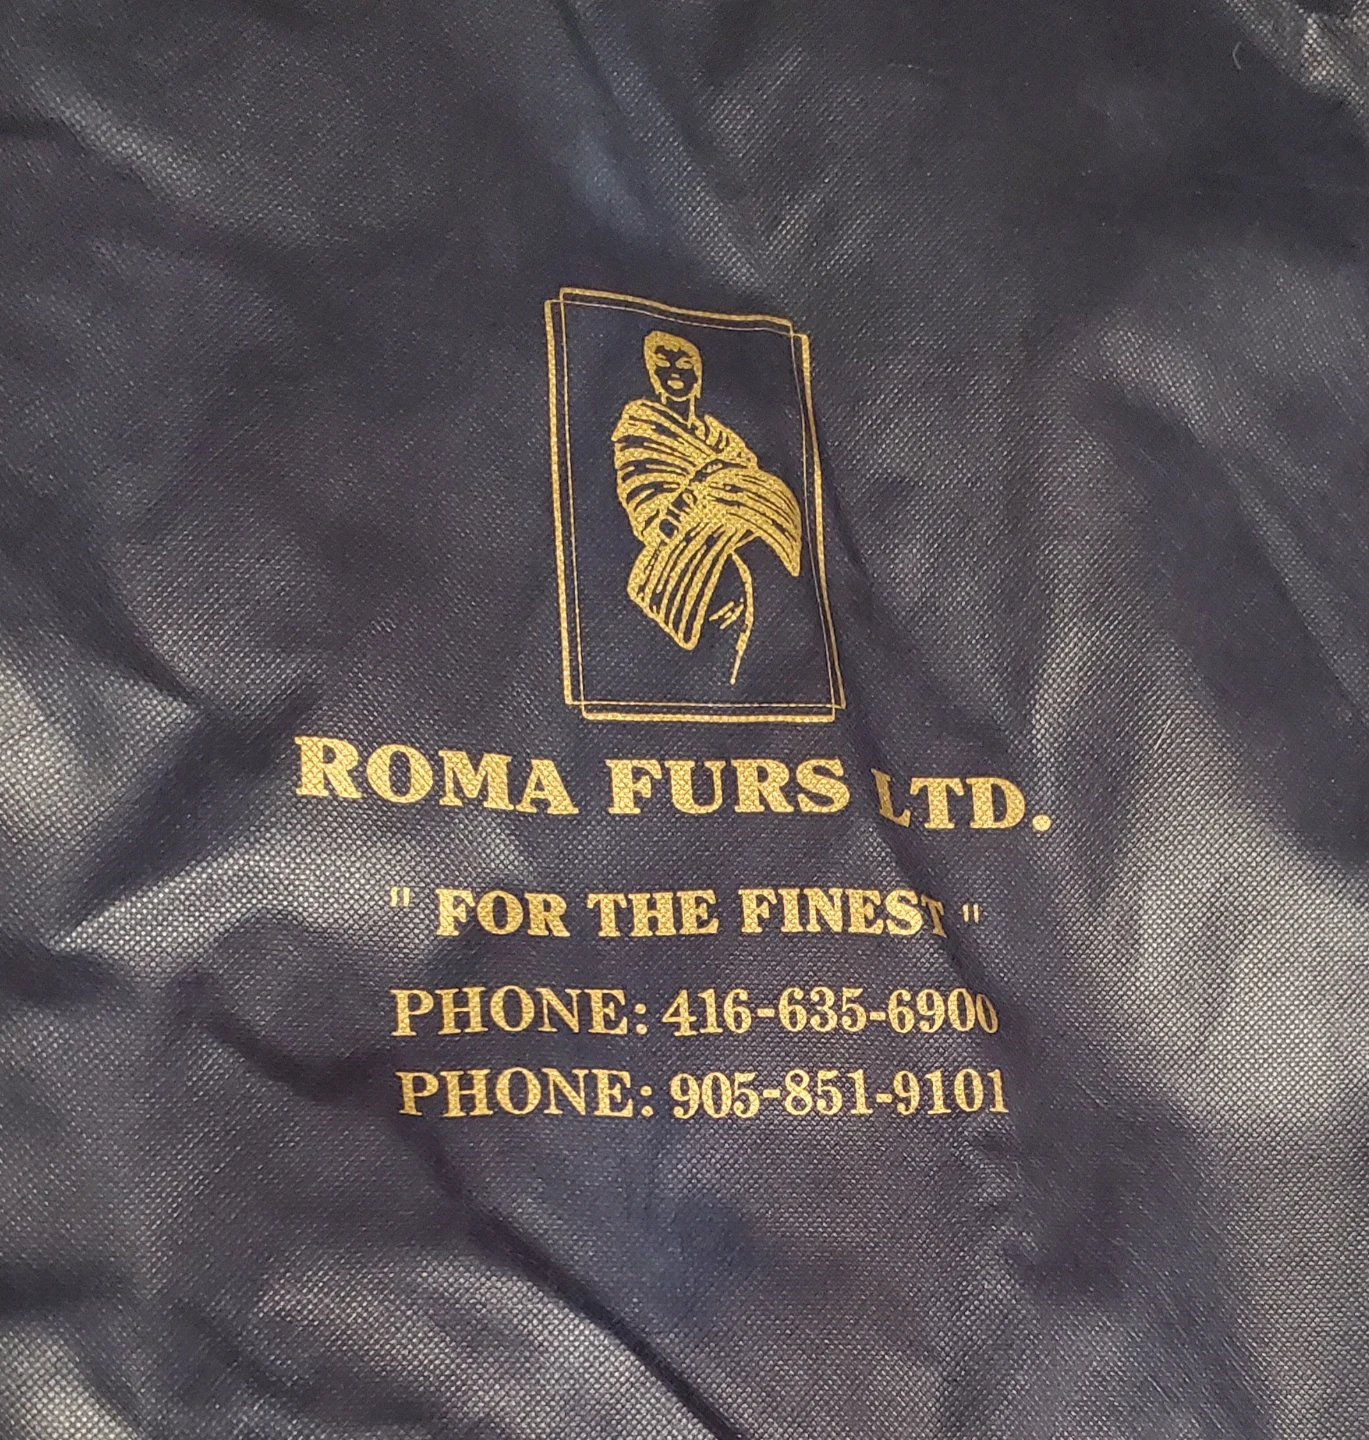 ROMA FURS LTD.
" FOR THE FINEST "
PHONE: 416-635-6900
PHONE: 905-851-9101